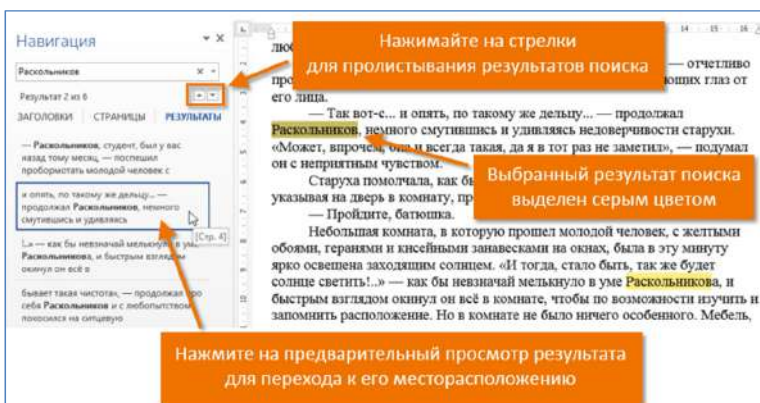 Навигация
Раскольников
Результат 2 из 6
ЗАГОЛОВКИ СТРАНИЦЫ РЕЗУЛЬТАТЫ
— Раскольников, студент, был у вас
назад тому месяц, — поспешил
пробормотать молодой человек с
и опять, по такому же дельцу... —
продолжал Раскольников, немного
смутившись и удивляясь
[Стр. 4]
— как бы невзначай мелькнуло в ум
Раскольникова, и быстрым взглядом
окинул он всё в
бывает такая чистота», — продолжал про
себя Раскольников и с любопытством
покосился на ситцевую
Нажимайте на стрелки
для пролистывания результатов поиска
14 15 16
— отчетливо
глаз от
его лица.
— Так вот-с... и опять, по такому же дельцу... — продолжал
Раскольников, немного смутившись и удивляясь недоверчивости старухи.
«Может, впрочем, она и всегда такая, да я в тот раз не заметил», — подумал
он с неприятным чувством.
Старуха помолчала, как бы
указывая на дверь в комнату, пр
— Пройдите, батюшка.
Выбранный результат поиска
выделен серым цветом
Небольшая комната, в которую прошел молодой человек, с желтыми
обоями, геранями и кисейными занавесками на окнах, была в эту минуту
ярко освещена заходящим солнцем. «И тогда, стало быть, так же будет
солнце светить!..» — как бы невзначай мелькнуло в уме Раскольникова, и
быстрым взглядом окинул он всё в комнате, чтобы по возможности изучить и
запомнить расположение. Но в комнате не было ничего особенного. Мебель,
Нажмите на предварительный просмотр результата
для перехода к его месторасположению